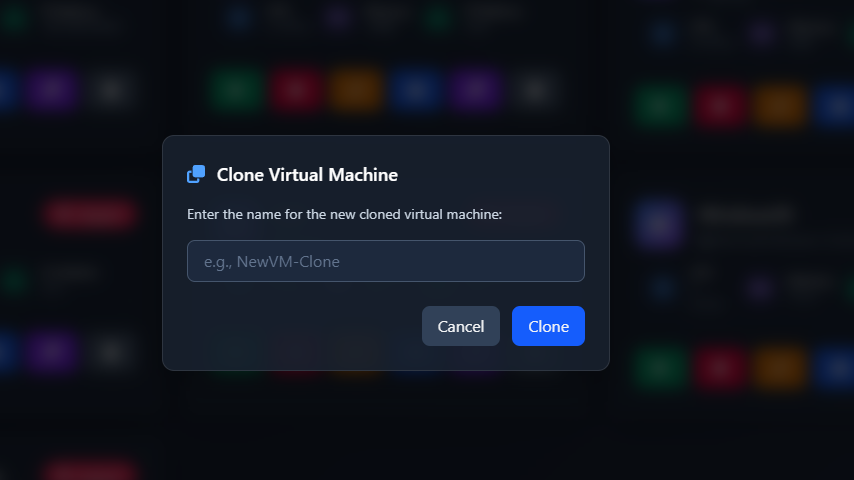 Clone Virtual Machine
Enter the name for the new cloned virtual machine:
e.g., NewVM-Clone
Cancel
Clone